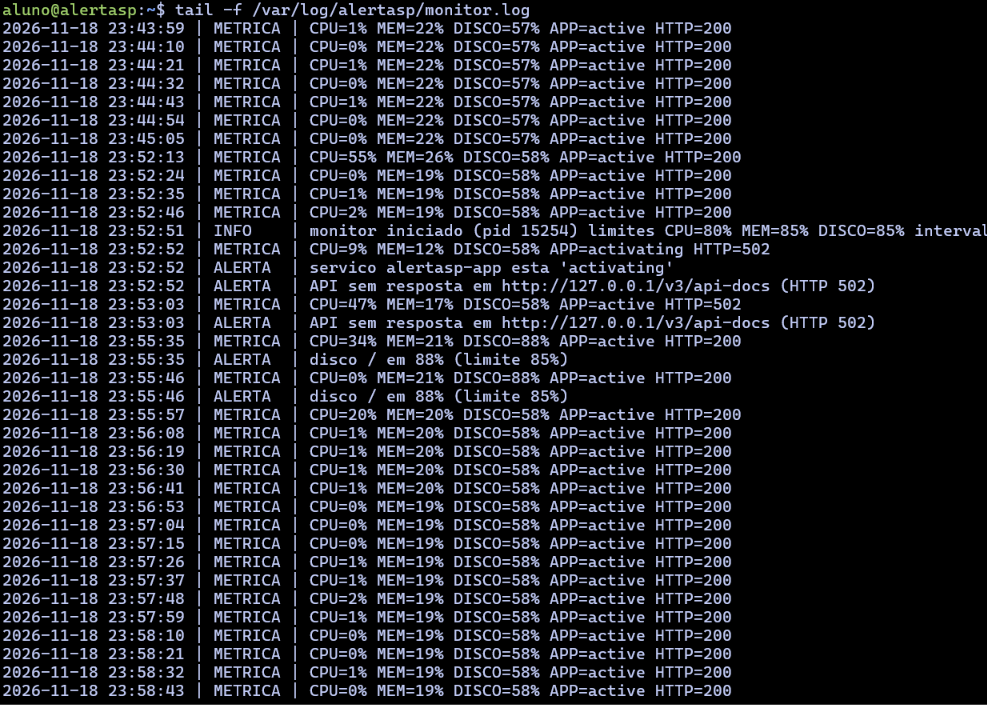 aluno@alertasp:~$ tail -f /var/log/alertasp/monitor.log
2026-11-18 23:43:59 | METRICA | CPU=1% MEM=22% DISCO=57% APP=active HTTP=200
2026-11-18 23:44:10 | METRICA | CPU=0% MEM=22% DISCO=57% APP=active HTTP=200
2026-11-18 23:44:21 | METRICA | CPU=1% MEM=22% DISCO=57% APP=active HTTP=200
2026-11-18 23:44:32 | METRICA | CPU=0% MEM=22% DISCO=57% APP=active HTTP=200
2026-11-18 23:44:43 | METRICA | CPU=1% MEM=22% DISCO=57% APP=active HTTP=200
2026-11-18 23:44:54 | METRICA | CPU=0% MEM=22% DISCO=57% APP=active HTTP=200
2026-11-18 23:45:05 | METRICA | CPU=0% MEM=22% DISCO=57% APP=active HTTP=200
2026-11-18 23:52:13 | METRICA | CPU=55% MEM=26% DISCO=58% APP=active HTTP=200
2026-11-18 23:52:24 | METRICA | CPU=0% MEM=19% DISCO=58% APP=active HTTP=200
2026-11-18 23:52:35 | METRICA | CPU=1% MEM=19% DISCO=58% APP=active HTTP=200
2026-11-18 23:52:46 | METRICA | CPU=2% MEM=19% DISCO=58% APP=active HTTP=200
2026-11-18 23:52:51 | INFO    | monitor iniciado (pid 15254) limites CPU=80% MEM=85% DISCO=85% interval
2026-11-18 23:52:52 | METRICA | CPU=9% MEM=12% DISCO=58% APP=activating HTTP=502
2026-11-18 23:52:52 | ALERTA  | servico alertasp-app esta 'activating'
2026-11-18 23:52:52 | ALERTA  | API sem resposta em http://127.0.0.1/v3/api-docs (HTTP 502)
2026-11-18 23:53:03 | METRICA | CPU=47% MEM=17% DISCO=58% APP=active HTTP=502
2026-11-18 23:53:03 | ALERTA  | API sem resposta em http://127.0.0.1/v3/api-docs (HTTP 502)
2026-11-18 23:55:35 | METRICA | CPU=34% MEM=21% DISCO=88% APP=active HTTP=200
2026-11-18 23:55:35 | ALERTA  | disco / em 88% (limite 85%)
2026-11-18 23:55:46 | METRICA | CPU=0% MEM=21% DISCO=88% APP=active HTTP=200
2026-11-18 23:55:46 | ALERTA  | disco / em 88% (limite 85%)
2026-11-18 23:55:57 | METRICA | CPU=20% MEM=20% DISCO=58% APP=active HTTP=200
2026-11-18 23:56:08 | METRICA | CPU=1% MEM=20% DISCO=58% APP=active HTTP=200
2026-11-18 23:56:19 | METRICA | CPU=1% MEM=20% DISCO=58% APP=active HTTP=200
2026-11-18 23:56:30 | METRICA | CPU=1% MEM=20% DISCO=58% APP=active HTTP=200
2026-11-18 23:56:41 | METRICA | CPU=1% MEM=20% DISCO=58% APP=active HTTP=200
2026-11-18 23:56:53 | METRICA | CPU=0% MEM=19% DISCO=58% APP=active HTTP=200
2026-11-18 23:57:04 | METRICA | CPU=0% MEM=19% DISCO=58% APP=active HTTP=200
2026-11-18 23:57:15 | METRICA | CPU=0% MEM=19% DISCO=58% APP=active HTTP=200
2026-11-18 23:57:26 | METRICA | CPU=1% MEM=19% DISCO=58% APP=active HTTP=200
2026-11-18 23:57:37 | METRICA | CPU=1% MEM=19% DISCO=58% APP=active HTTP=200
2026-11-18 23:57:48 | METRICA | CPU=2% MEM=19% DISCO=58% APP=active HTTP=200
2026-11-18 23:57:59 | METRICA | CPU=1% MEM=19% DISCO=58% APP=active HTTP=200
2026-11-18 23:58:10 | METRICA | CPU=0% MEM=19% DISCO=58% APP=active HTTP=200
2026-11-18 23:58:21 | METRICA | CPU=0% MEM=19% DISCO=58% APP=active HTTP=200
2026-11-18 23:58:32 | METRICA | CPU=1% MEM=19% DISCO=58% APP=active HTTP=200
2026-11-18 23:58:43 | METRICA | CPU=0% MEM=19% DISCO=58% APP=active HTTP=200